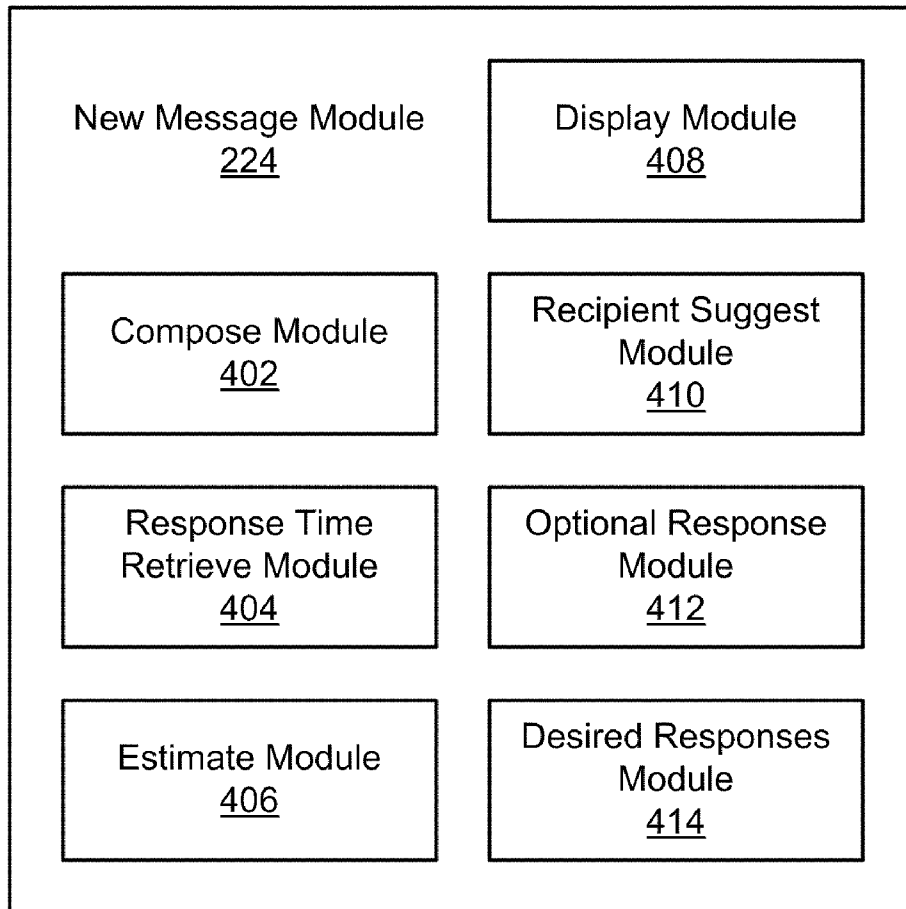 New Message Module
224
Display Module
408
Compose Module
402
Recipient Suggest
Module
410
Response Time
Retrieve Module
404
Optional Response
Module
412
Estimate Module
406
Desired Responses
Module
414